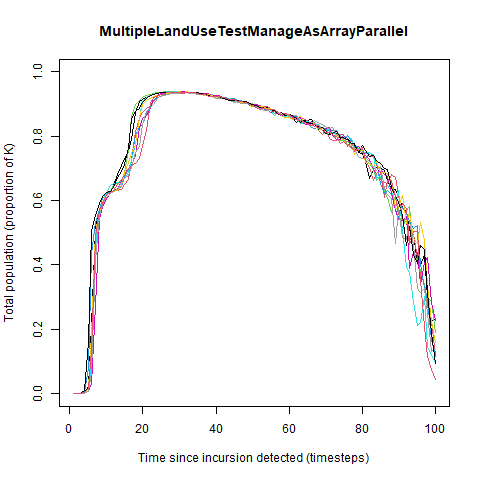 MultipleLandUseTestManageAsArrayParallel
Total population (proportion of K)
1.0
0.8
0.6
0.4
0.2
0.0
0 20 40 60 80 100
Time since incursion detected (timesteps)